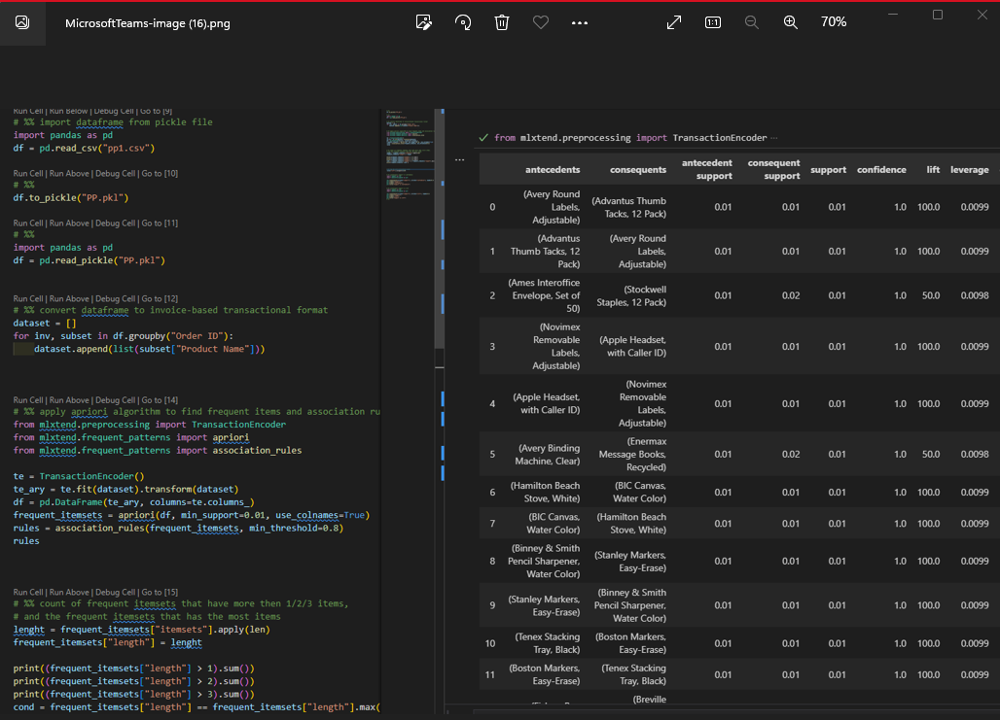 MicrosoftTeams-image (16).png
70%
Run Cell | Run Below | Debug Cell | Go to [9]
# %% import dataframe from pickle file
import pandas as pd
df = pd.read_csv("pp1.csv")
Run Cell | Run Above | Debug Cell | Go to [10]
# %%
df.to_pickle("PP.pkl")
Run Cell | Run Above | Debug Cell | Go to [11]
# %%
import pandas as pd
df = pd.read_pickle("PP.pkl")
Run Cell | Run Above | Debug Cell | Go to [12]
# %% convert dataframe to invoice-based transactional format
dataset = []
for inv, subset in df.groupby("Order ID"):
dataset.append(list(subset["Product Name"]))
Run Cell | Run Above | Debug Cell | Go to [14]
# %% apply apriori algorithm to find frequent items and association ru
from mlxtend.preprocessing import TransactionEncoder
from mlxtend.frequent_patterns import apriori
from mlxtend.frequent_patterns import association_rules
te = TransactionEncoder()
te_ary = te.fit(dataset).transform(dataset)
df = pd.DataFrame(te_ary, columns=te.columns_)
frequent_itemsets = apriori(df, min_support=0.01, use_colnames=True)
rules = association_rules(frequent_itemsets, min_threshold=0.8)
rules
Run Cell | Run Above | Debug Cell | Go to [15]
# %% count of frequent itemsets that have more then 1/2/3 items,
# and the frequent itemsets that has the most items
lenght = frequent_itemsets["itemsets"].apply(len)
frequent_itemsets["length"] = lenght
print((frequent_itemsets["length"] > 1).sum())
print((frequent_itemsets["length"] > 2).sum())
print((frequent_itemsets["length"] > 3).sum())
cond = frequent_itemsets["length"] == frequent_itemsets["length"].max(
from mlxtend.preprocessing import TransactionEncoder ...
antecedents consequents antecedent support consequent support support confidence lift leverage
0 (Avery Round Labels, Adjustable) (Advantus Thumb Tacks, 12 Pack) 0.01 0.01 0.01 1.0 100.0 0.0099
1 (Advantus Thumb Tacks, 12 Pack) (Avery Round Labels, Adjustable) 0.01 0.01 0.01 1.0 100.0 0.0099
2 (Ames Interoffice Envelope, Set of 50) (Stockwell Staples, 12 Pack) 0.01 0.02 0.01 1.0 50.0 0.0098
3 (Novimex Removable Labels, Adjustable) (Apple Headset, with Caller ID) 0.01 0.01 0.01 1.0 100.0 0.0099
4 (Apple Headset, with Caller ID) (Novimex Removable Labels, Adjustable) 0.01 0.01 0.01 1.0 100.0 0.0099
5 (Avery Binding Machine, Clear) (Enermax Message Books, Recycled) 0.01 0.02 0.01 1.0 50.0 0.0098
6 (Hamilton Beach Stove, White) (BIC Canvas, Water Color) 0.01 0.01 0.01 1.0 100.0 0.0099
7 (BIC Canvas, Water Color) (Hamilton Beach Stove, White) 0.01 0.01 0.01 1.0 100.0 0.0099
8 (Binney & Smith Pencil Sharpener, Water Color) (Stanley Markers, Easy-Erase) 0.01 0.01 0.01 1.0 100.0 0.0099
9 (Stanley Markers, Easy-Erase) (Binney & Smith Pencil Sharpener, Water Color) 0.01 0.01 0.01 1.0 100.0 0.0099
10 (Tenex Stacking Tray, Black) (Boston Markers, Easy-Erase) 0.01 0.01 0.01 1.0 100.0 0.0099
11 (Boston Markers, Easy-Erase) (Tenex Stacking Tray, Black) 0.01 0.01 0.01 1.0 100.0 0.0099
(Breville